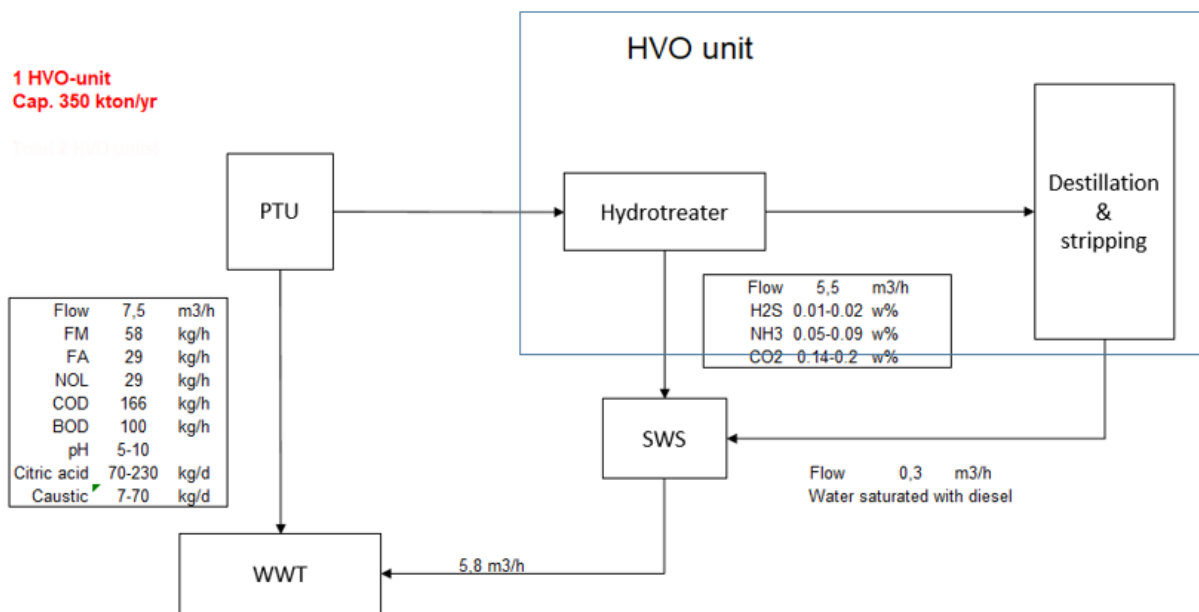 HVO unit
1 HVO-unit
Cap. 350 kton/yr
PTU
Hydrotreater
Destillation
&
stripping
Flow 7,5 m3/h
FM 58 kg/h
FA 29 kg/h
NOL 29 kg/h
COD 166 kg/h
BOD 100 kg/h
pH 5-10
Citric acid 70-230 kg/d
Caustic 7-70 kg/d
Flow 5,5 m3/h
H2S 0.01-0.02 w%
NH3 0.05-0.09 w%
CO2 0.14-0.2 w%
SWS
Flow 0,3 m3/h
Water saturated with diesel
WWT
5,8 m3/h